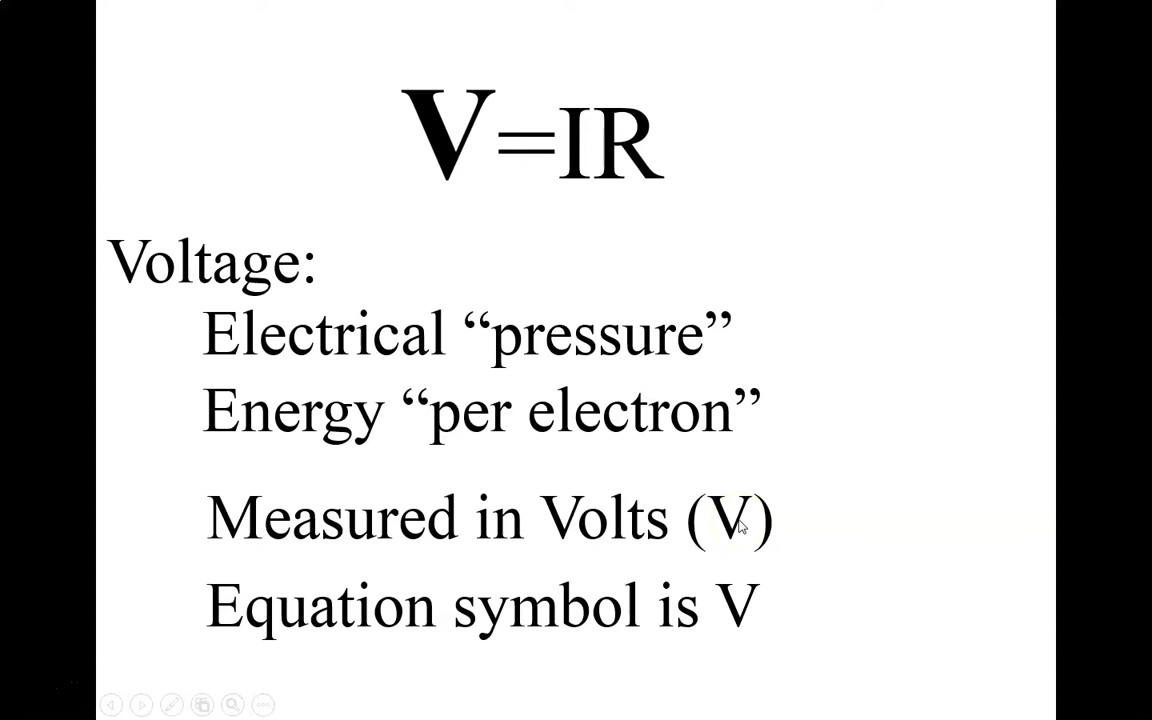 V=IR
Voltage:
Electrical “pressure”
Energy “per electron”
Measured in Volts (V)
Equation symbol is V